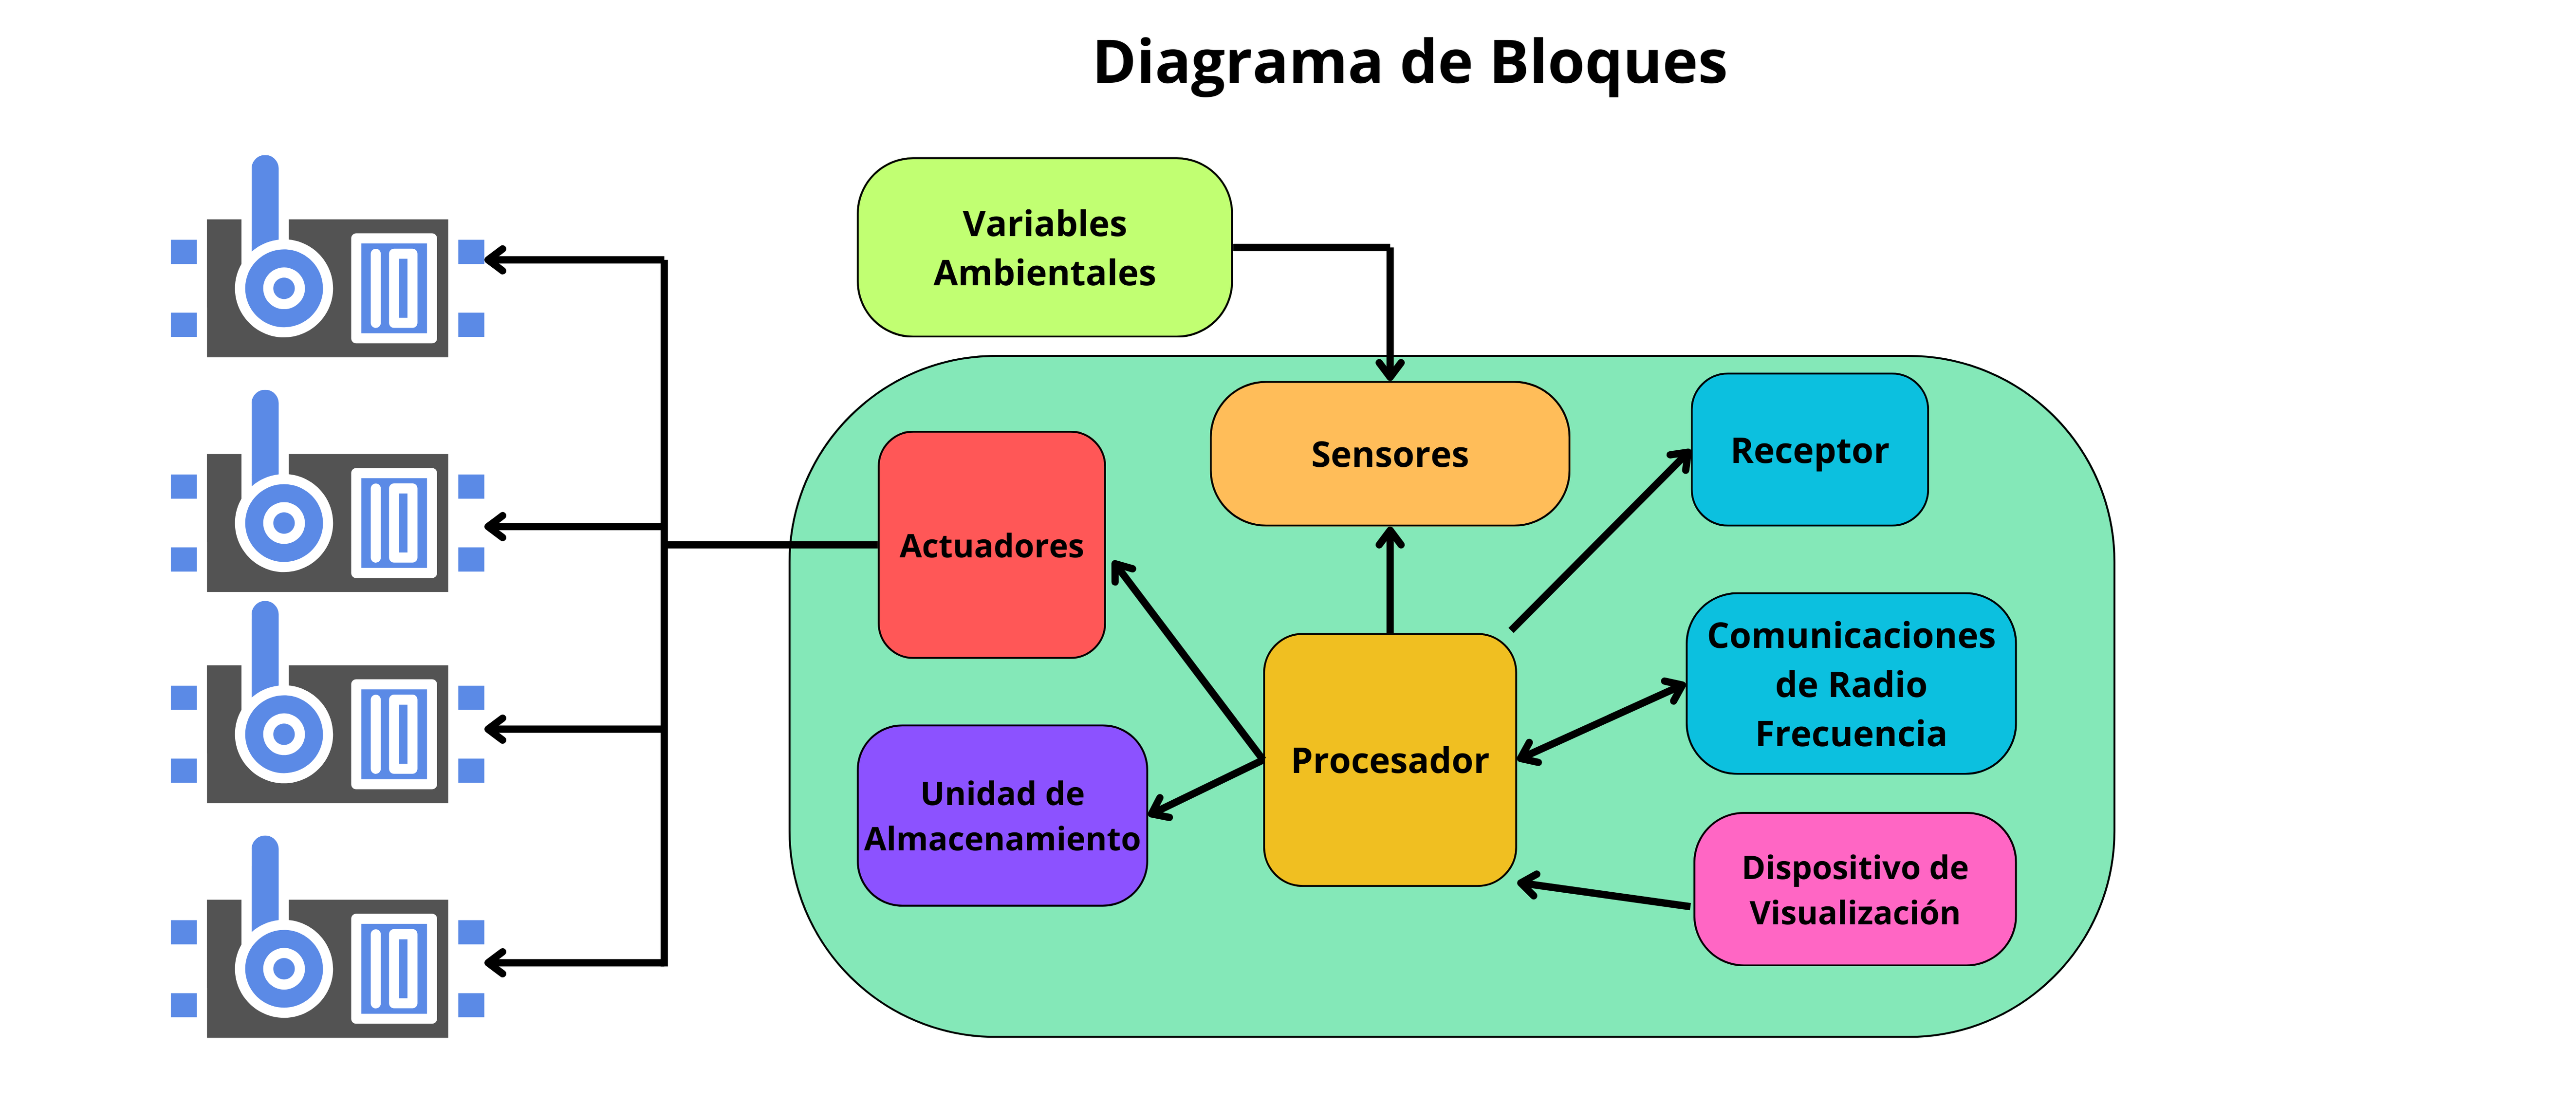 Diagrama de Bloques
Variables
Ambientales
Sensores
Receptor
Actuadores
Comunicaciones
de Radio
Frecuencia
Procesador
Unidad de
Almacenamiento
Dispositivo de
Visualización